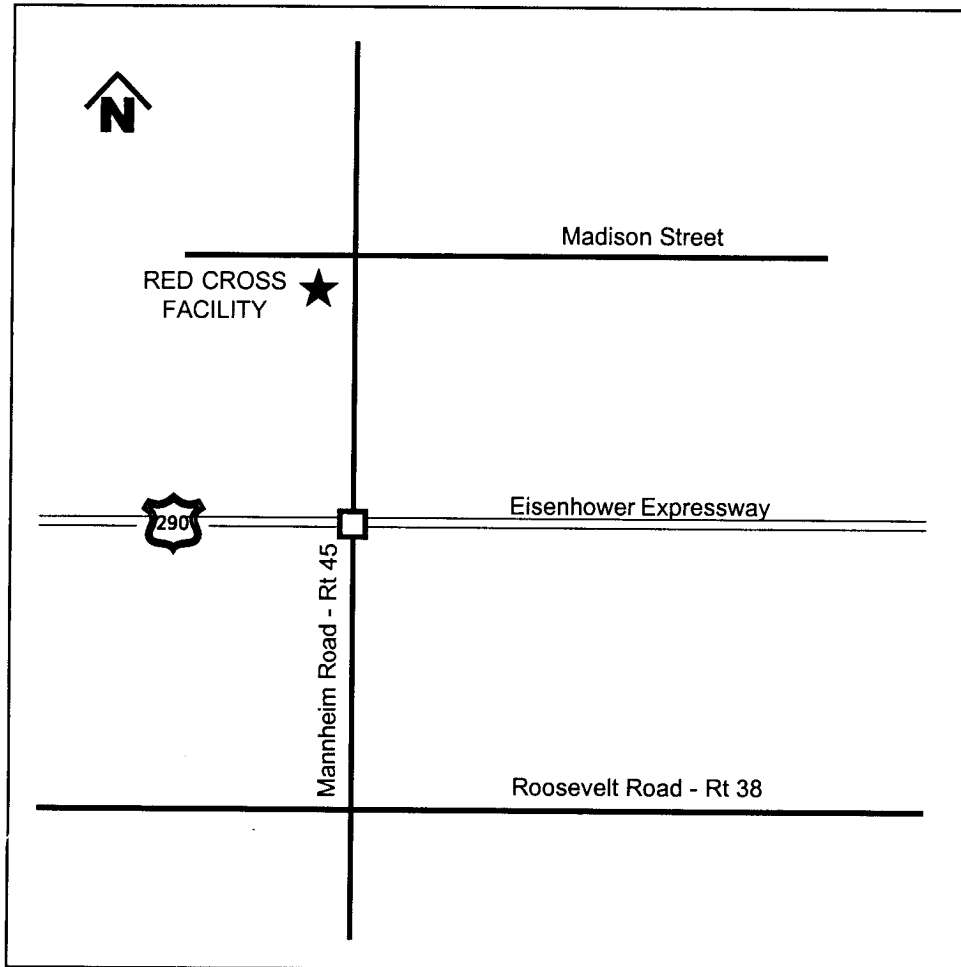 N
Madison Street
RED CROSS
FACILITY
290
Eisenhower Expressway
Mannheim Road - Rt 45
Roosevelt Road - Rt 38